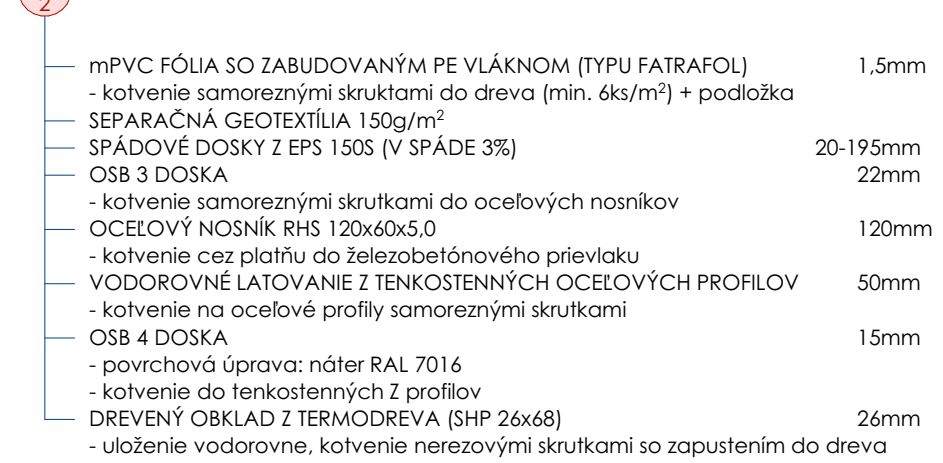 2
mPVC FÓLIA SO ZABUDOVANÝM PE VLÁKNOM (TYPU FATRAFOL) 1,5mm
- kotvenie samoreznými skruktami do dreva (min. 6ks/m²) + podložka
SEPARAČNÁ GEOTEXTÍLIA 150g/m²
SPÁDOVÉ DOSKY Z EPS 150S (V SPÁDE 3%) 20-195mm
OSB 3 DOSKA 22mm
- kotvenie samoreznými skrutkami do oceľových nosníkov
OCEĽOVÝ NOSNÍK RHS 120x60x5,0 120mm
- kotvenie cez platňu do železobetónového prievlaku
VODOROVNÉ LATOVANIE Z TENKOSTENNÝCH OCEĽOVÝCH PROFILOV 50mm
- kotvenie na oceľové profily samoreznými skrutkami
OSB 4 DOSKA 15mm
- povrchová úprava: náter RAL 7016
- kotvenie do tenkostenných Z profilov
DREVENÝ OBKLAD Z TERMODREVA (SHP 26x68) 26mm
- uloženie vodorovne, kotvenie nerezovými skrutkami so zapustením do dreva